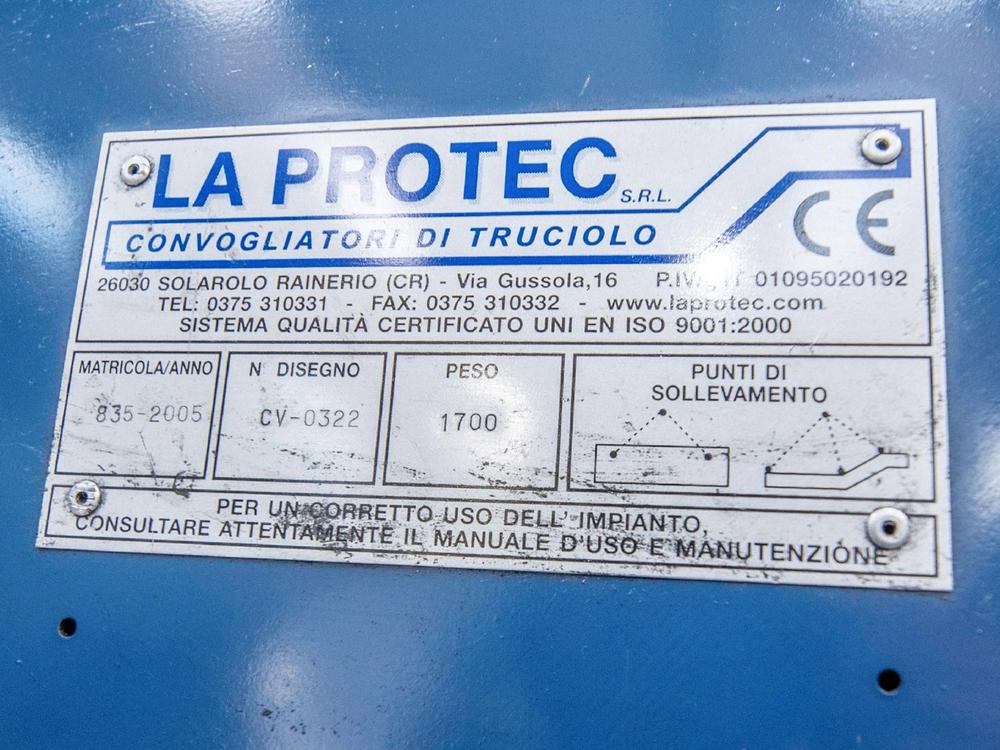 LA PROTEC S.R.L.
CONVOGLIATORI DI TRUCIOLO
CE
26030 SOLAROLO RAINERIO (CR) - Via Gussola,16 P.IV IT 01095020192
TEL: 0375 310331 - FAX: 0375 310332 - www.laprotec.com
SISTEMA QUALITÀ CERTIFICATO UNI EN ISO 9001:2000
MATRICOLA/ANNO
835-2005
N DISEGNO
CV-0322
PESO
1700
PUNTI DI
SOLLEVAMENTO
PER UN CORRETTO USO DELL' IMPIANTO,
CONSULTARE ATTENTAMENTE IL MANUALE D'USO E MANUTENZIONE